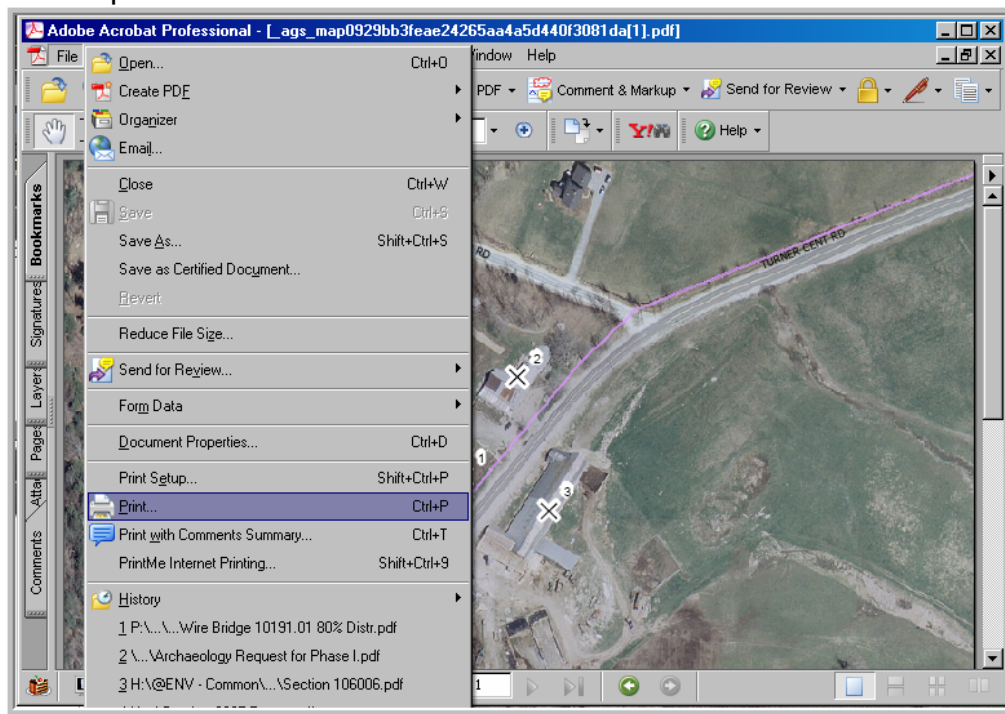 Adobe Acrobat Professional - [_ags_map0929bb3feae24265aa4a5d440f3081da[1].pdf]
File Window Help
PDF Comment & Markup Send for Review
Y! Help
Open... Ctrl+O
Create PDF
Organizer
Email...
Close Ctrl+W
Save Ctrl+S
Save As... Shift+Ctrl+S
Save as Certified Document...
Revert
Reduce File Size...
Send for Review...
Form Data
Document Properties... Ctrl+D
Print Setup... Shift+Ctrl+P
Print... Ctrl+P
Print with Comments Summary... Ctrl+T
PrintMe Internet Printing... Shift+Ctrl+9
History
1 P:\...\...Wire Bridge 10191.01 80% Distr.pdf
2 \...\Archaeology Request for Phase I.pdf
3 H:\@ENV - Common\...\Section 106006.pdf
Bookmarks
Signatures
Layers
Pages
Atta
Comments
RD
TURNER CENT RD
2
1
3
1